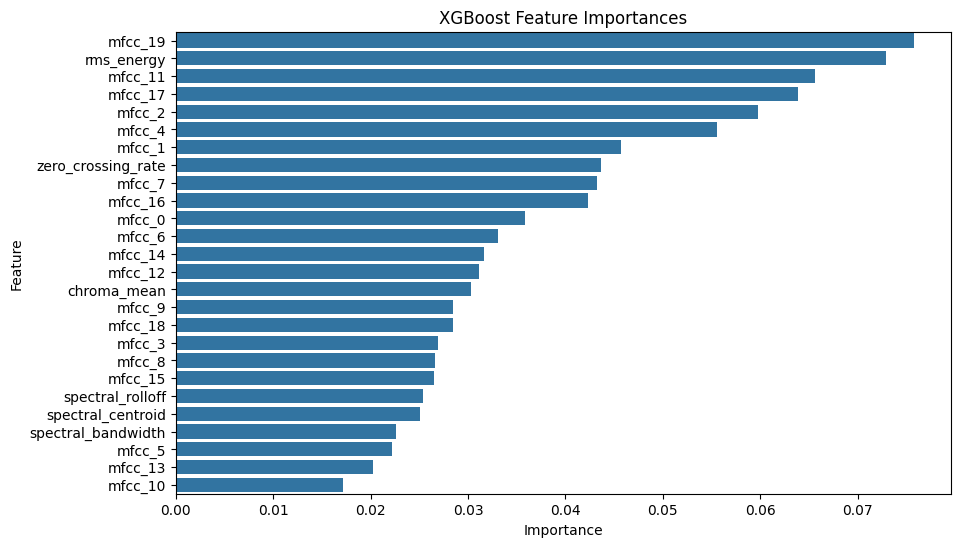 XGBoost Feature Importances
Feature
mfcc_19
rms_energy
mfcc_11
mfcc_17
mfcc_2
mfcc_4
mfcc_1
zero_crossing_rate
mfcc_7
mfcc_16
mfcc_0
mfcc_6
mfcc_14
mfcc_12
chroma_mean
mfcc_9
mfcc_18
mfcc_3
mfcc_8
mfcc_15
spectral_rolloff
spectral_centroid
spectral_bandwidth
mfcc_5
mfcc_13
mfcc_10
0.00 0.01 0.02 0.03 0.04 0.05 0.06 0.07
Importance